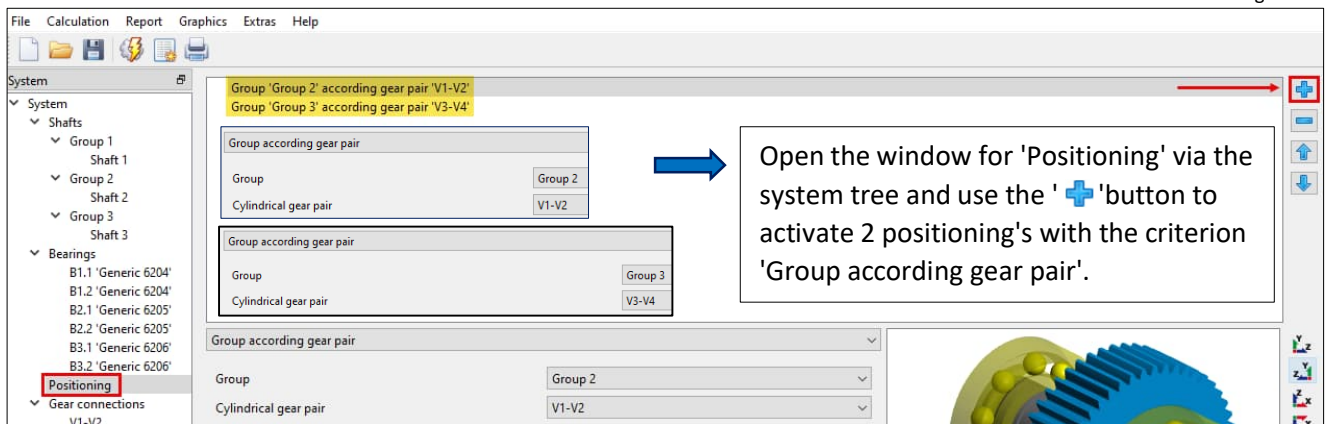 File Calculation Report Graphics Extras Help
System
System
Shafts
Group 1
Shaft 1
Group 2
Shaft 2
Group 3
Shaft 3
Bearings
B1.1 'Generic 6204'
B1.2 'Generic 6204'
B2.1 'Generic 6205'
B2.2 'Generic 6205'
B3.1 'Generic 6206'
B3.2 'Generic 6206'
Positioning
Gear connections
V1-V2
Group 'Group 2' according gear pair 'V1-V2'
Group 'Group 3' according gear pair 'V3-V4'
Group according gear pair
Group Group 2
Cylindrical gear pair V1-V2
Group according gear pair
Group Group 3
Cylindrical gear pair V3-V4
Open the window for 'Positioning' via the
system tree and use the ' 'button to
activate 2 positioning's with the criterion
'Group according gear pair'.
Group according gear pair
Group Group 2
Cylindrical gear pair V1-V2
Y z
z Y
Z x